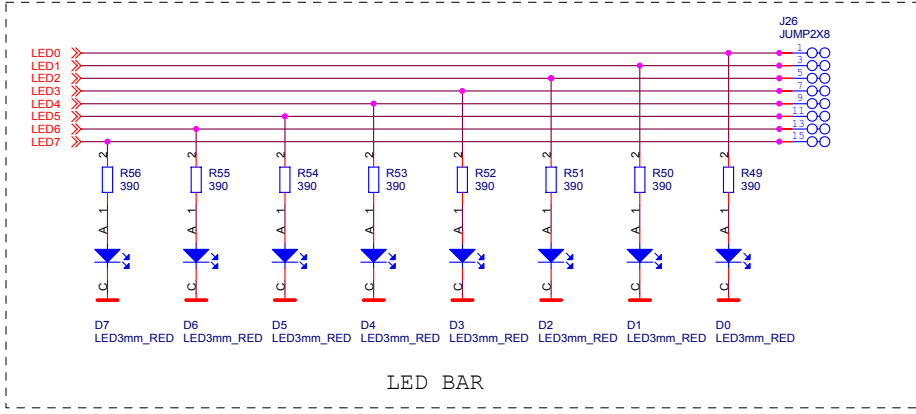 J26
JUMP2X8
LED0 1
LED1 3
LED2 5
LED3 7
LED4 9
LED5 11
LED6 13
LED7 15
2 2 2 2 2 2 2 2
R56 R55 R54 R53 R52 R51 R50 R49
390 390 390 390 390 390 390 390
1 1 1 1 1 1 1 1
A A A A A A A A
C C C C C C C C
D7 D6 D5 D4 D3 D2 D1 D0
LED3mm_RED LED3mm_RED LED3mm_RED LED3mm_RED LED3mm_RED LED3mm_RED LED3mm_RED LED3mm_RED
LED BAR